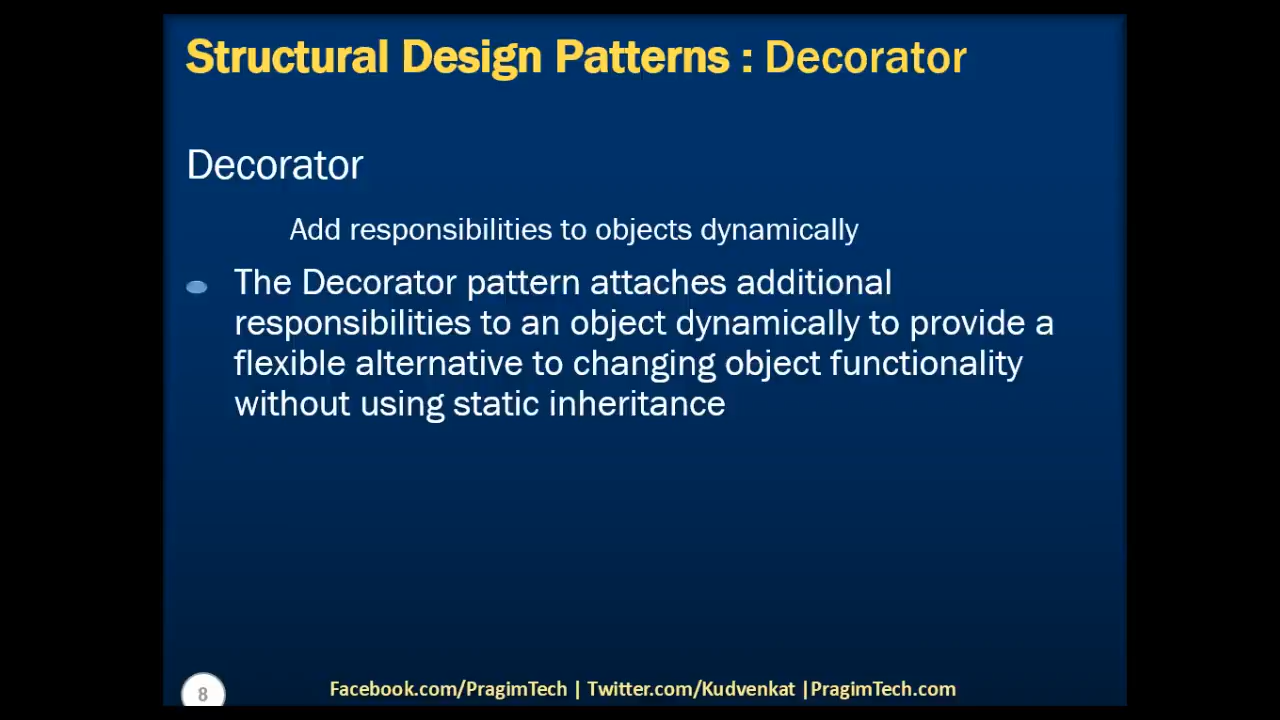 Structural Design Patterns : Decorator
Decorator
Add responsibilities to objects dynamically
The Decorator pattern attaches additional
responsibilities to an object dynamically to provide a
flexible alternative to changing object functionality
without using static inheritance
8
Facebook.com/PragimTech | Twitter.com/Kudvenkat |PragimTech.com